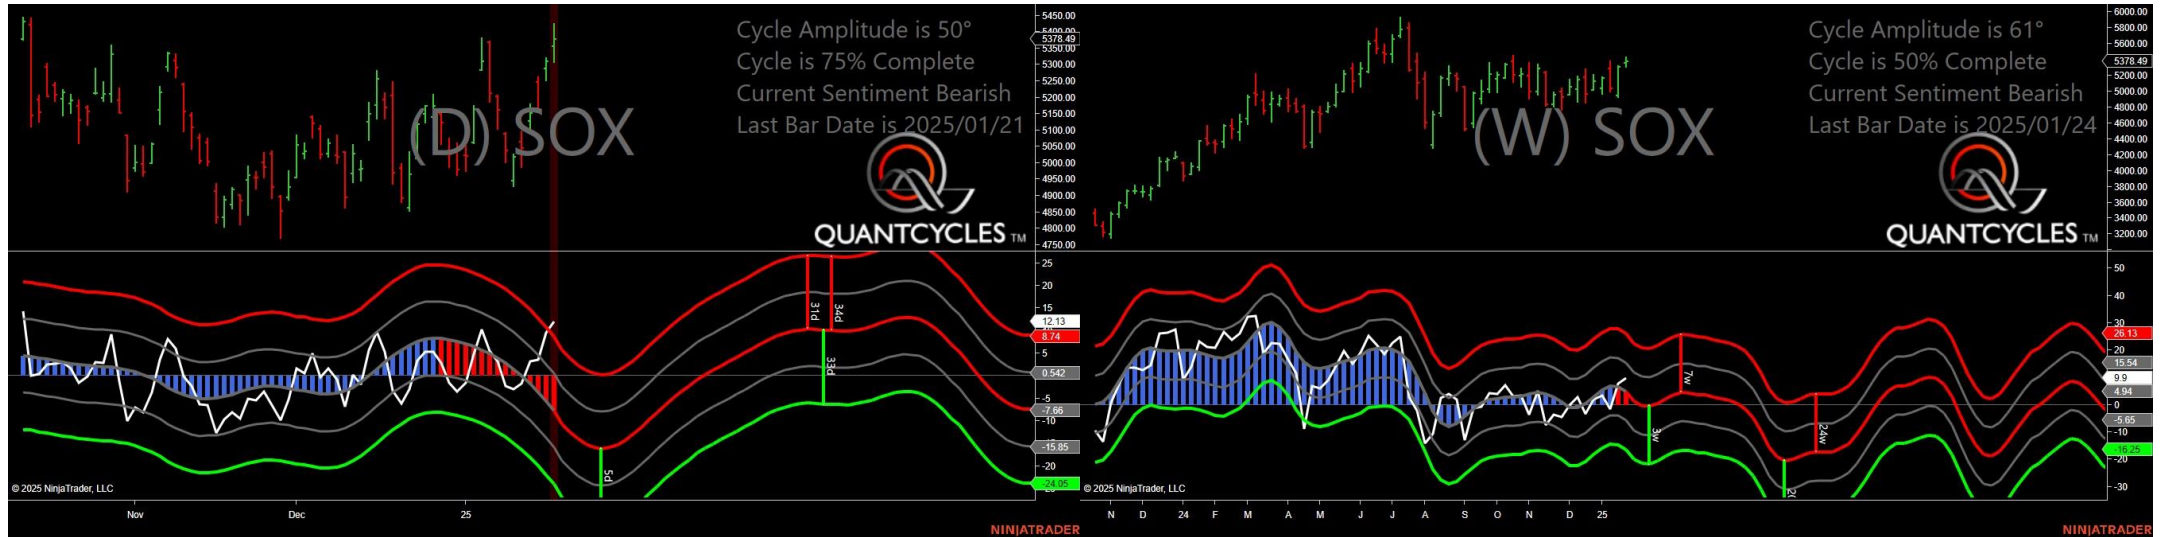 Cycle Amplitude is 50°
Cycle is 75% Complete
Current Sentiment Bearish
Last Bar Date is 2025/01/21
(D) SOX
QUANTCYCLES TM
5450.00
5400.00
5378.49
5350.00
5300.00
5250.00
5200.00
5150.00
5100.00
5050.00
5000.00
4950.00
4900.00
4850.00
4800.00
4750.00
25
20
15
12.13
8.74
5
0.542
-5
-7.66
-10
-15.85
-20
-24.05
31d
34d
33d
5d
© 2025 NinjaTrader, LLC
Nov
Dec
25
NINJATRADER
Cycle Amplitude is 61°
Cycle is 50% Complete
Current Sentiment Bearish
Last Bar Date is 2025/01/24
(W) SOX
QUANTCYCLES TM
6000.00
5800.00
5600.00
5378.49
5200.00
5000.00
4800.00
4600.00
4400.00
4200.00
4000.00
3800.00
3600.00
3400.00
3200.00
50
40
30
26.13
20
15.54
9.9
4.94
0
-5.65
-10
-16.25
-20
-30
7w
3w
24w
© 2025 NinjaTrader, LLC
N D 24 F M A M J J A S O N D 25
NINJATRADER